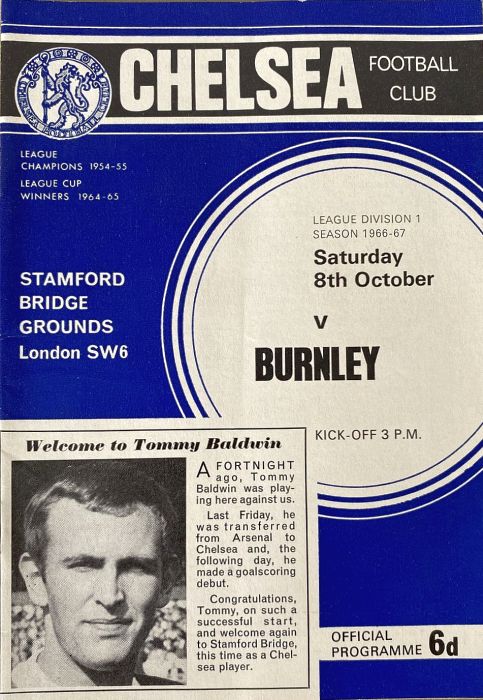 CHELSEA FOOTBALL
CLUB
LEAGUE
CHAMPIONS 1954-55
LEAGUE CUP
WINNERS 1964-65
STAMFORD
BRIDGE
GROUNDS
London SW6
LEAGUE DIVISION 1
SEASON 1966-67
Saturday
8th October
v
BURNLEY
KICK-OFF 3 P.M.
Welcome to Tommy Baldwin
A FORTNIGHT
ago, Tommy
Baldwin was play-
ing here against us.
Last Friday, he
was transferred
from Arsenal to
Chelsea and, the
following day, he
made a goalscoring
debut.
Congratulations,
Tommy, on such a
successful start,
and welcome again
to Stamford Bridge,
this time as a Chel-
sea player.
OFFICIAL
PROGRAMME 6d